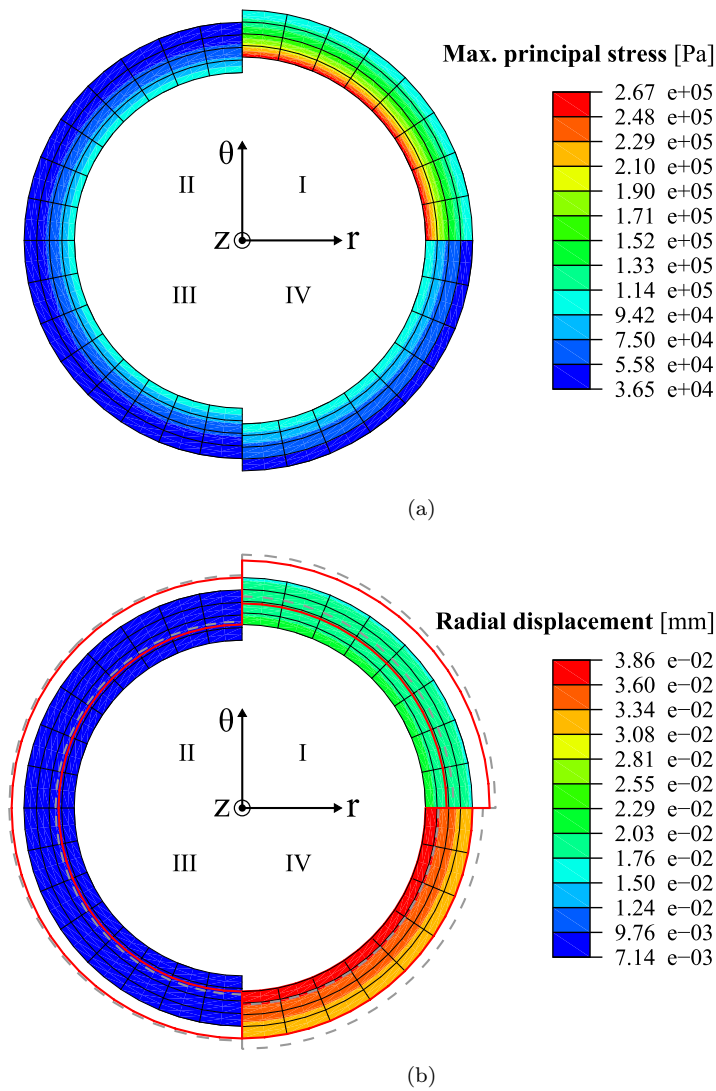 Max. principal stress [Pa]
2.67 e+05
2.48 e+05
2.29 e+05
2.10 e+05
1.90 e+05
1.71 e+05
1.52 e+05
1.33 e+05
1.14 e+05
9.42 e+04
7.50 e+04
5.58 e+04
3.65 e+04
θ
II I
z r
III IV
(a)
Radial displacement [mm]
3.86 e−02
3.60 e−02
3.34 e−02
3.08 e−02
2.81 e−02
2.55 e−02
2.29 e−02
2.03 e−02
1.76 e−02
1.50 e−02
1.24 e−02
9.76 e−03
7.14 e−03
θ
II I
z r
III IV
(b)